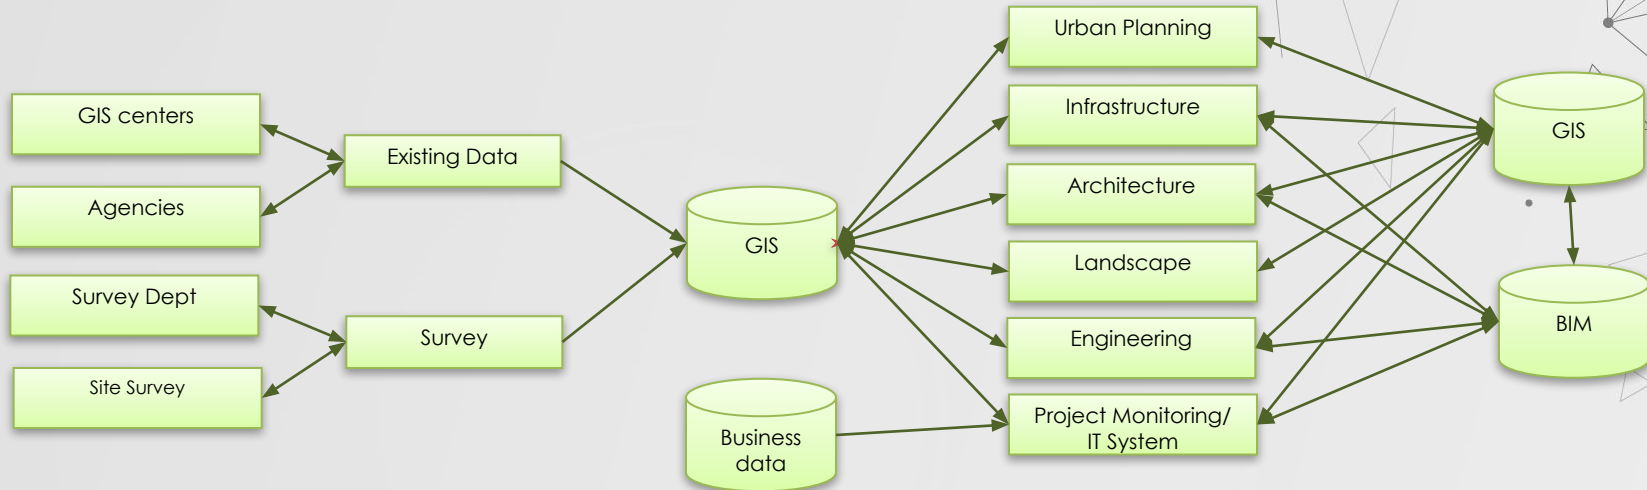 GIS centers
Agencies
Survey Dept
Site Survey
Existing Data
Survey
GIS
Business
data
Urban Planning
Infrastructure
Architecture
Landscape
Engineering
Project Monitoring/
IT System
GIS
BIM